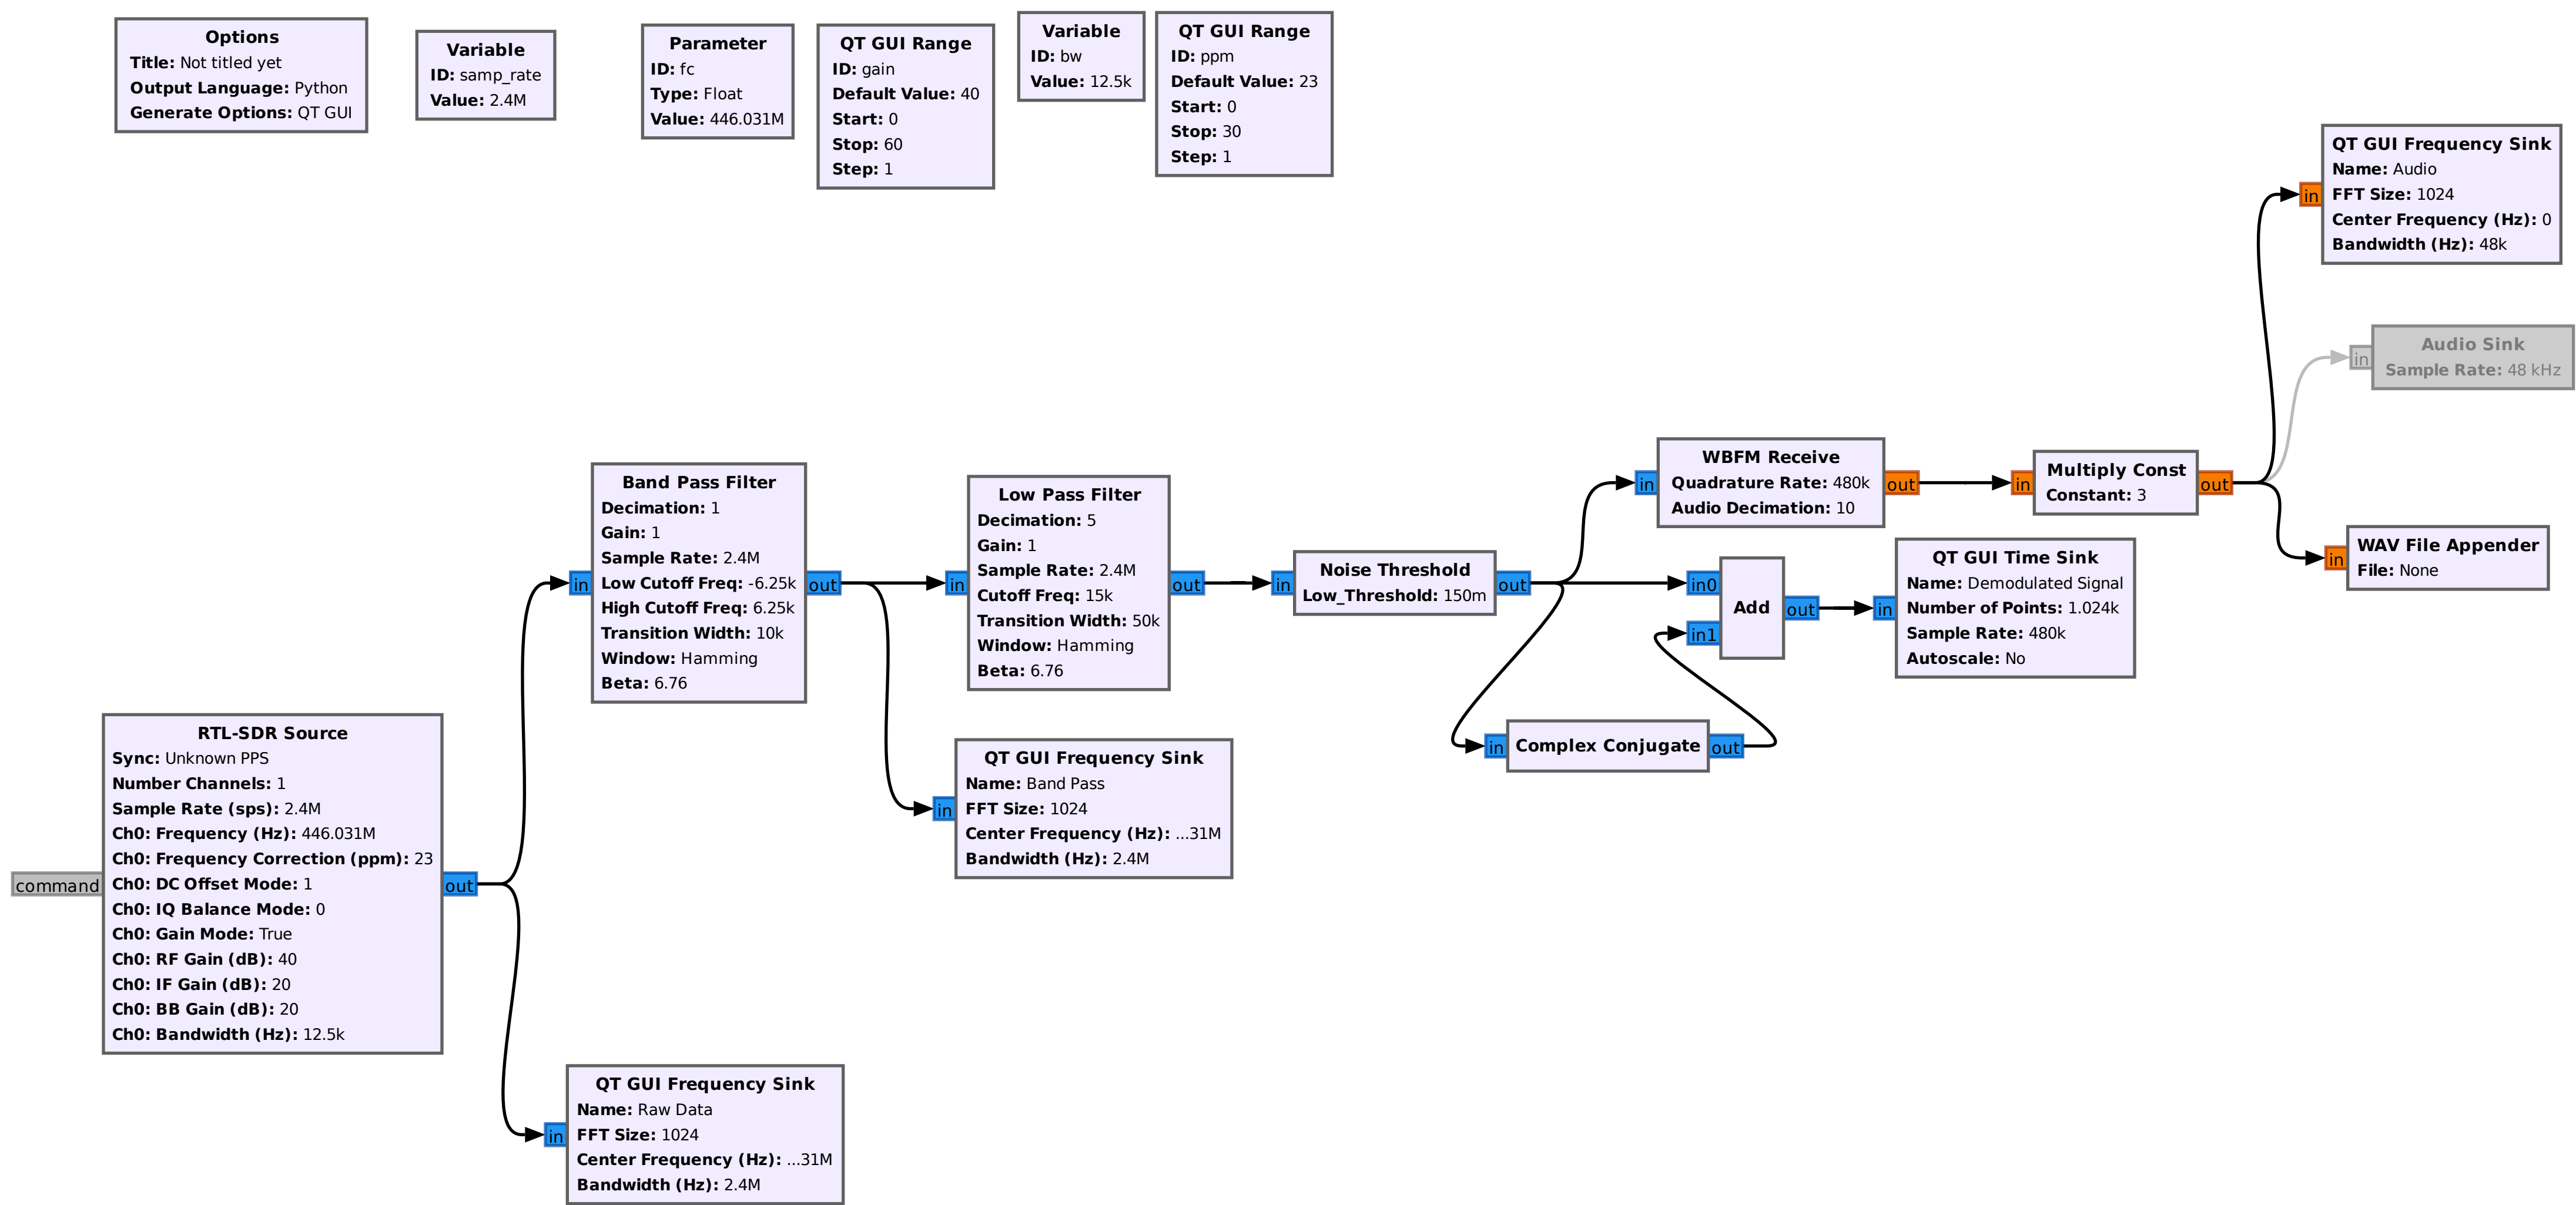 Options
Title: Not titled yet
Output Language: Python
Generate Options: QT GUI
Variable
ID: samp_rate
Value: 2.4M
Parameter
ID: fc
Type: Float
Value: 446.031M
QT GUI Range
ID: gain
Default Value: 40
Start: 0
Stop: 60
Step: 1
Variable
ID: bw
Value: 12.5k
QT GUI Range
ID: ppm
Default Value: 23
Start: 0
Stop: 30
Step: 1
QT GUI Frequency Sink
Name: Audio
FFT Size: 1024
Center Frequency (Hz): 0
Bandwidth (Hz): 48k
in
Audio Sink
Sample Rate: 48 kHz
in
WAV File Appender
File: None
in
WBFM Receive
Quadrature Rate: 480k
Audio Decimation: 10
in
out
Multiply Const
Constant: 3
in
out
Band Pass Filter
Decimation: 1
Gain: 1
Sample Rate: 2.4M
Low Cutoff Freq: -6.25k
High Cutoff Freq: 6.25k
Transition Width: 10k
Window: Hamming
Beta: 6.76
in
out
Low Pass Filter
Decimation: 5
Gain: 1
Sample Rate: 2.4M
Cutoff Freq: 15k
Transition Width: 50k
Window: Hamming
Beta: 6.76
in
out
Noise Threshold
Low_Threshold: 150m
in
out
Add
in0
in1
out
QT GUI Time Sink
Name: Demodulated Signal
Number of Points: 1.024k
Sample Rate: 480k
Autoscale: No
in
Complex Conjugate
in
out
RTL-SDR Source
Sync: Unknown PPS
Number Channels: 1
Sample Rate (sps): 2.4M
Ch0: Frequency (Hz): 446.031M
Ch0: Frequency Correction (ppm): 23
Ch0: DC Offset Mode: 1
Ch0: IQ Balance Mode: 0
Ch0: Gain Mode: True
Ch0: RF Gain (dB): 40
Ch0: IF Gain (dB): 20
Ch0: BB Gain (dB): 20
Ch0: Bandwidth (Hz): 12.5k
command
out
QT GUI Frequency Sink
Name: Band Pass
FFT Size: 1024
Center Frequency (Hz): ...31M
Bandwidth (Hz): 2.4M
in
QT GUI Frequency Sink
Name: Raw Data
FFT Size: 1024
Center Frequency (Hz): ...31M
Bandwidth (Hz): 2.4M
in